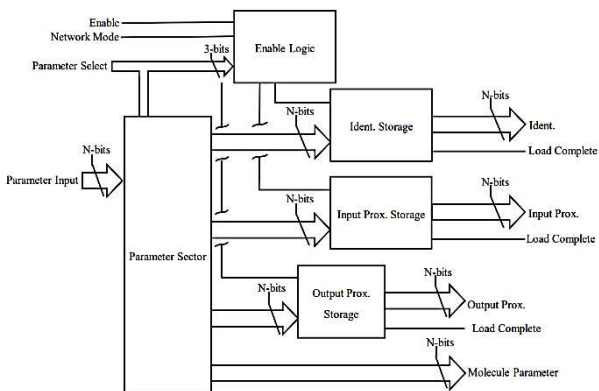 Enable
Network Mode
Enable Logic
3-bits
Parameter Select
N-bits
Ident. Storage
N-bits
Ident.
Load Complete
N-bits
Parameter Input
N-bits
Input Prox. Storage
N-bits
Input Prox.
Load Complete
Parameter Sector
N-bits
Output Prox.
Storage
N-bits
Output Prox.
Load Complete
N-bits
Molecule Parameter